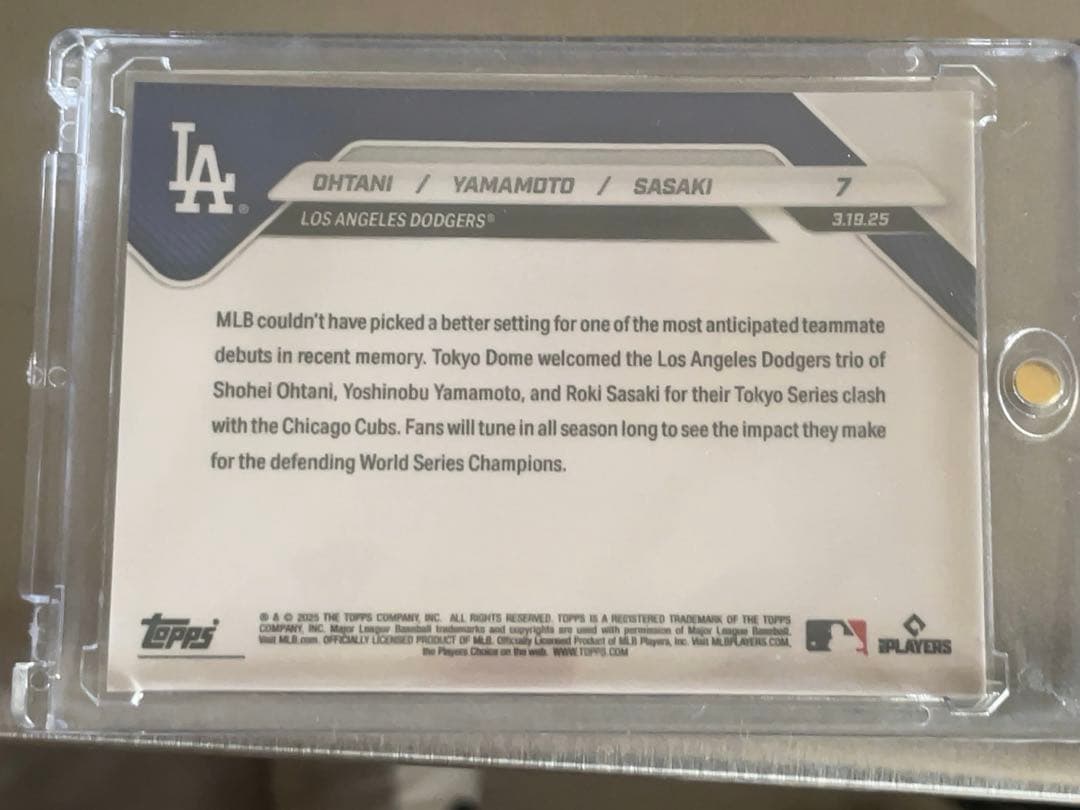 LA®
OHTANI / YAMAMOTO / SASAKI 7
LOS ANGELES DODGERS® 3.19.25
MLB couldn't have picked a better setting for one of the most anticipated teammate
debuts in recent memory. Tokyo Dome welcomed the Los Angeles Dodgers trio of
Shohei Ohtani, Yoshinobu Yamamoto, and Roki Sasaki for their Tokyo Series clash
with the Chicago Cubs. Fans will tune in all season long to see the impact they make
for the defending World Series Champions.
topps
® & © 2025 THE TOPPS COMPANY, INC. ALL RIGHTS RESERVED. TOPPS IS A REGISTERED TRADEMARK OF THE TOPPS
COMPANY, INC. Major League Baseball trademarks and copyrights are used with permission of Major League Baseball.
Visit MLB.com. OFFICIALLY LICENSED PRODUCT OF MLB. Officially Licensed Product of MLB Players, Inc. Visit MLBPLAYERS.COM,
the Players Choice on the web. WWW.TOPPS.COM
PLAYERS